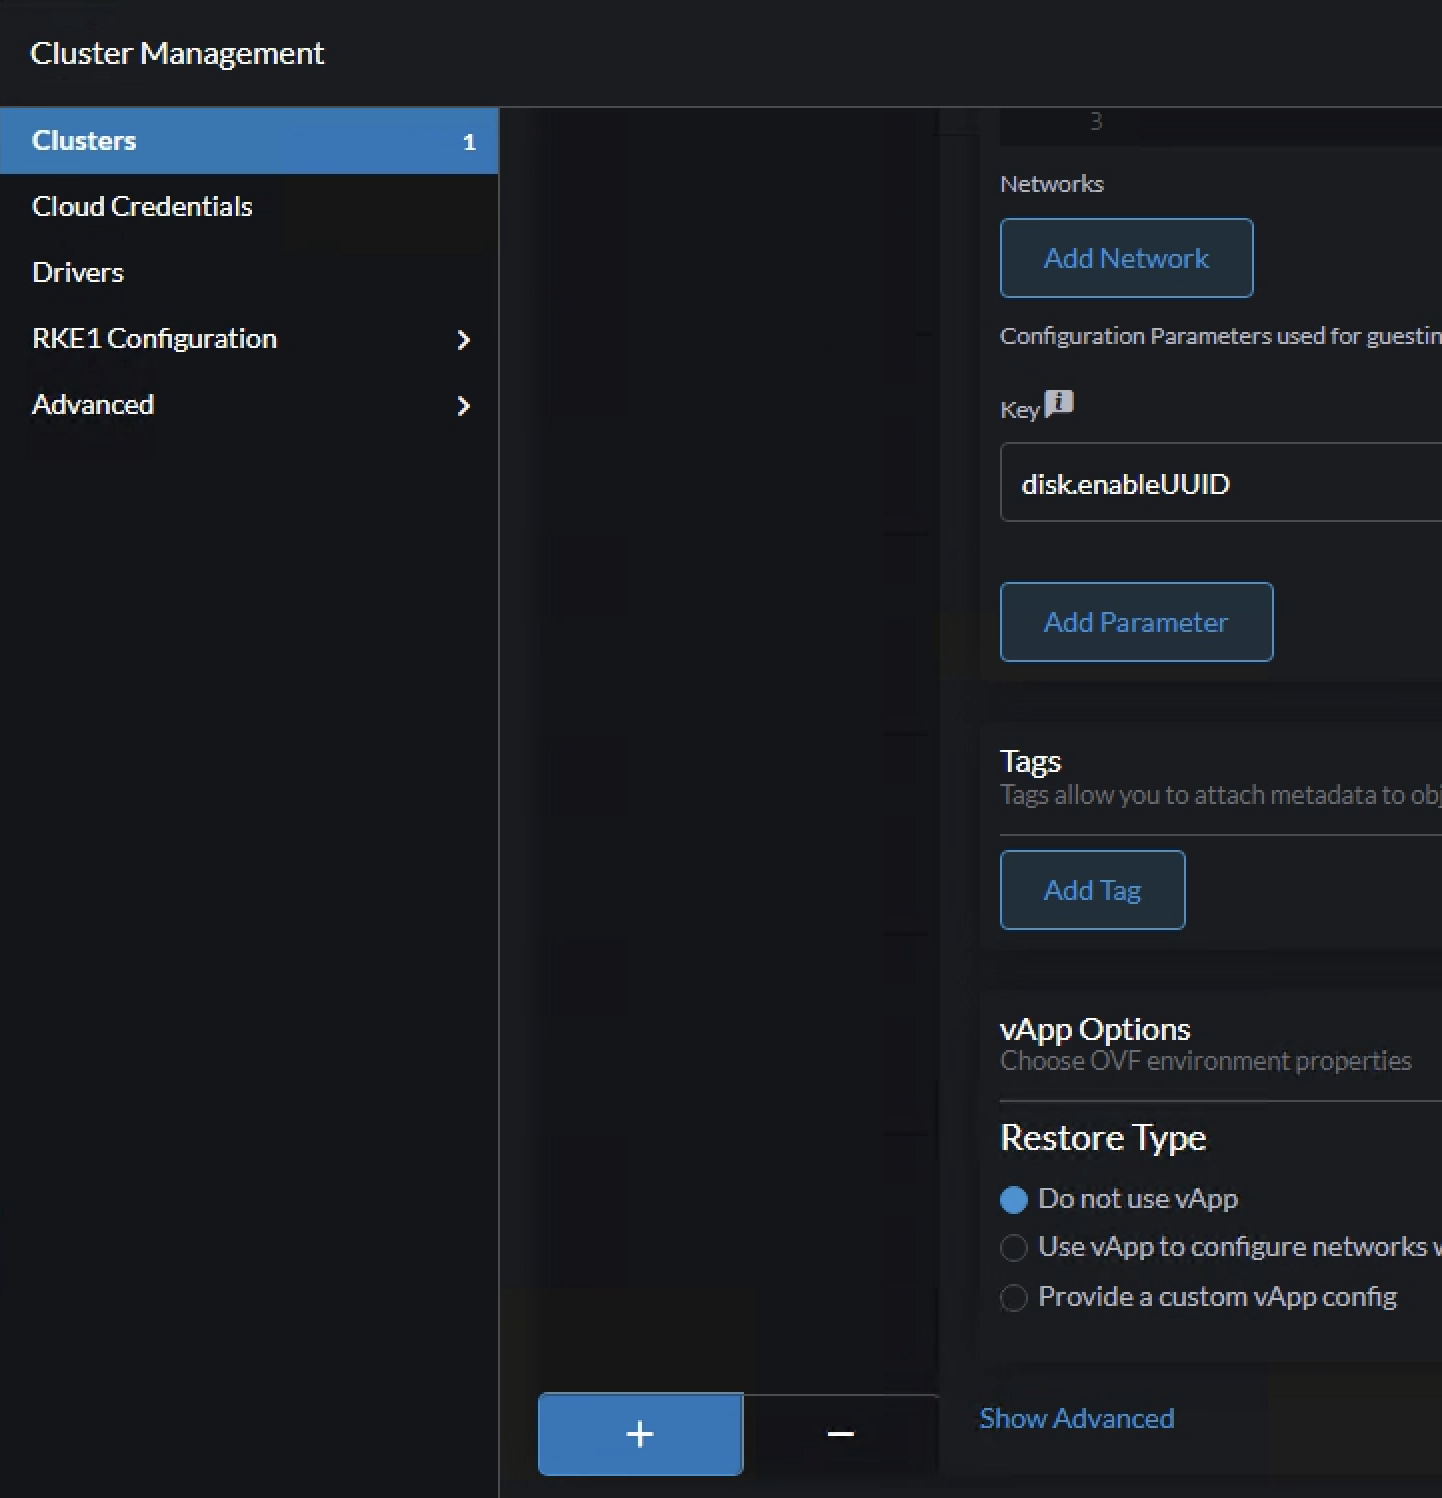 Cluster Management
Clusters 1
Cloud Credentials
Drivers
RKE1 Configuration
Advanced
3
Networks
Add Network
Configuration Parameters used for
Key
disk.enableUUID
Add Parameter
Tags
Tags allow you to attach metadata to
Add Tag
vApp Options
Choose OVF environment properties
Restore Type
Do not use vApp
Use vApp to configure networks
Provide a custom vApp config
+ −
Show Advanced